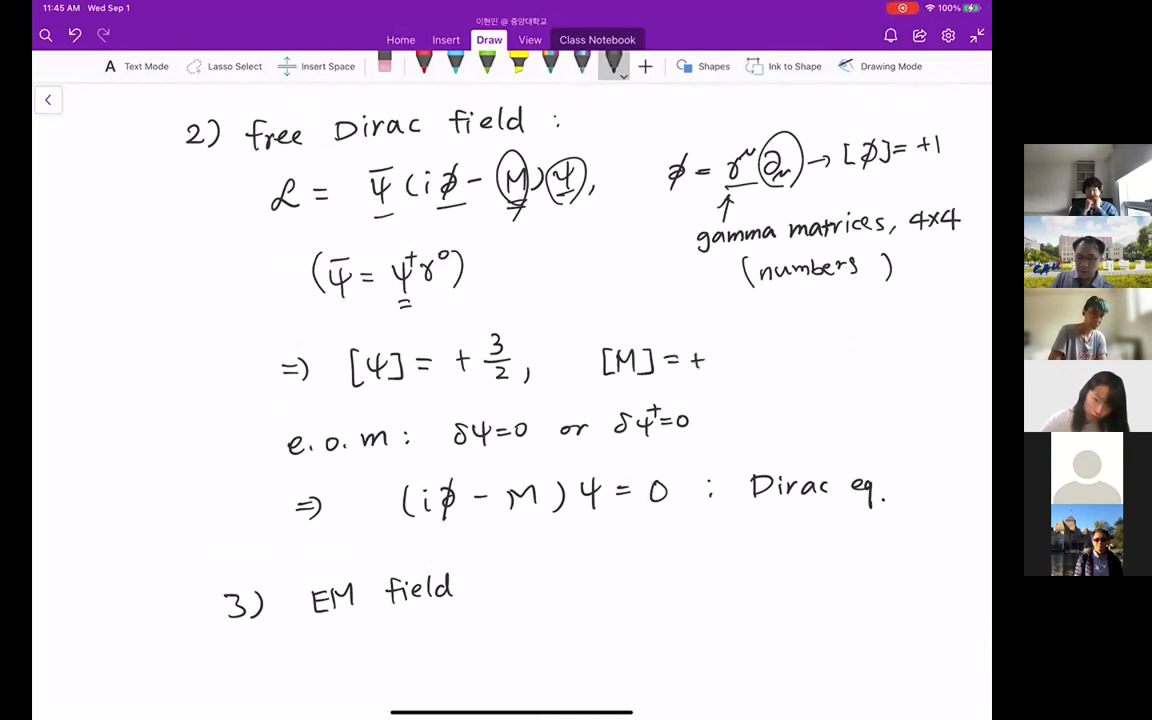 11:45 AM Wed Sep 1
100%
이현민 @ 중앙대학교
Home Insert Draw View Class Notebook
A Text Mode Lasso Select Insert Space Shapes Ink to Shape Drawing Mode
2) free Dirac field :
ℒ = Ψ̄ (i∂̸ - M) Ψ,
∂̸ = γ^μ ∂_μ → [∂̸] = +1
gamma matrices, 4x4
(numbers )
(Ψ̄ = Ψ†γ⁰)
⇒ [Ψ] = + 3/2, [M] = +
e.o.m : δΨ=0 or δΨ†=0
⇒ (i∂̸ - M) Ψ = 0 : Dirac eq.
3) EM field